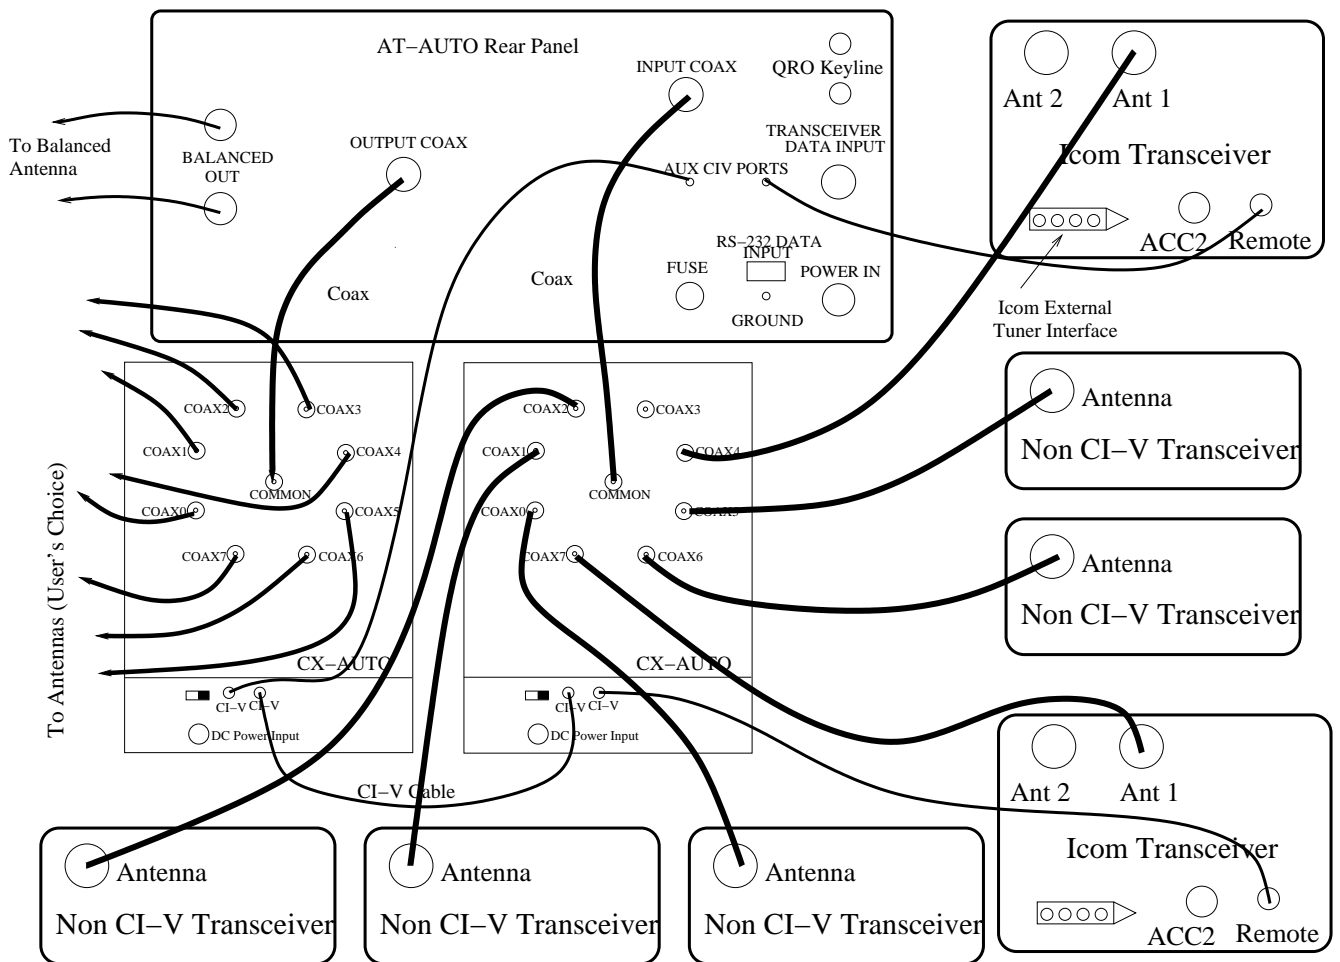 AT−AUTO Rear Panel
INPUT COAX
QRO Keyline
Ant 2
Ant 1
To Balanced
Antenna
BALANCED
OUT
OUTPUT COAX
TRANSCEIVER
DATA INPUT
AUX CIV PORTS
Icom Transceiver
ACC2
Remote
RS−232 DATA
INPUT
FUSE
POWER IN
GROUND
Coax
Coax
Icom External
Tuner Interface
COAX2
COAX3
COAX1
COAX4
COMMON
COAX0
COAX5
COAX7
COAX6
CX−AUTO
CI−V
CI−V
DC Power Input
COAX2
COAX3
COAX1
COAX4
COMMON
COAX0
COAX5
COAX7
COAX6
CX−AUTO
CI−V
CI−V
DC Power Input
To Antennas (User's Choice)
CI−V Cable
Antenna
Non CI−V Transceiver
Antenna
Non CI−V Transceiver
Ant 2
Ant 1
Icom Transceiver
ACC2
Remote
Antenna
Non CI−V Transceiver
Antenna
Non CI−V Transceiver
Antenna
Non CI−V Transceiver